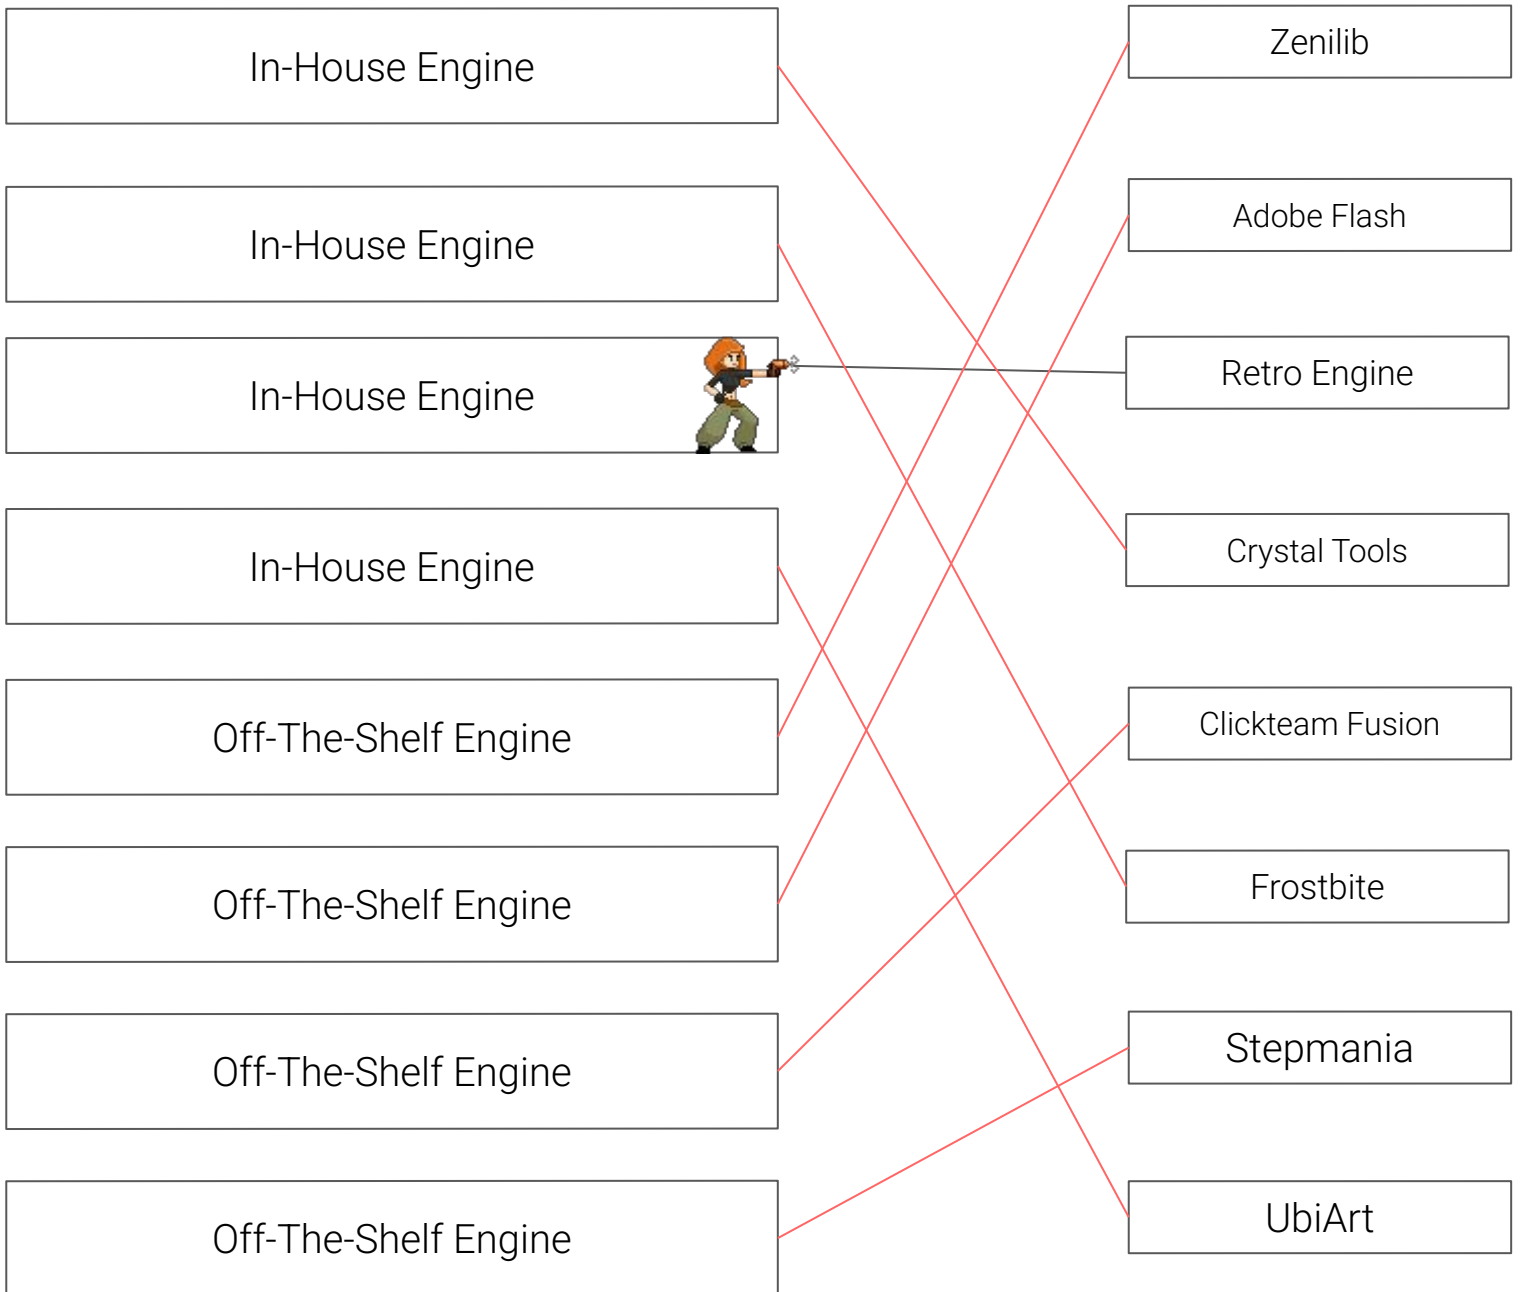 In-House Engine
In-House Engine
In-House Engine
In-House Engine
Off-The-Shelf Engine
Off-The-Shelf Engine
Off-The-Shelf Engine
Off-The-Shelf Engine
Zenilib
Adobe Flash
Retro Engine
Crystal Tools
Clickteam Fusion
Frostbite
Stepmania
UbiArt